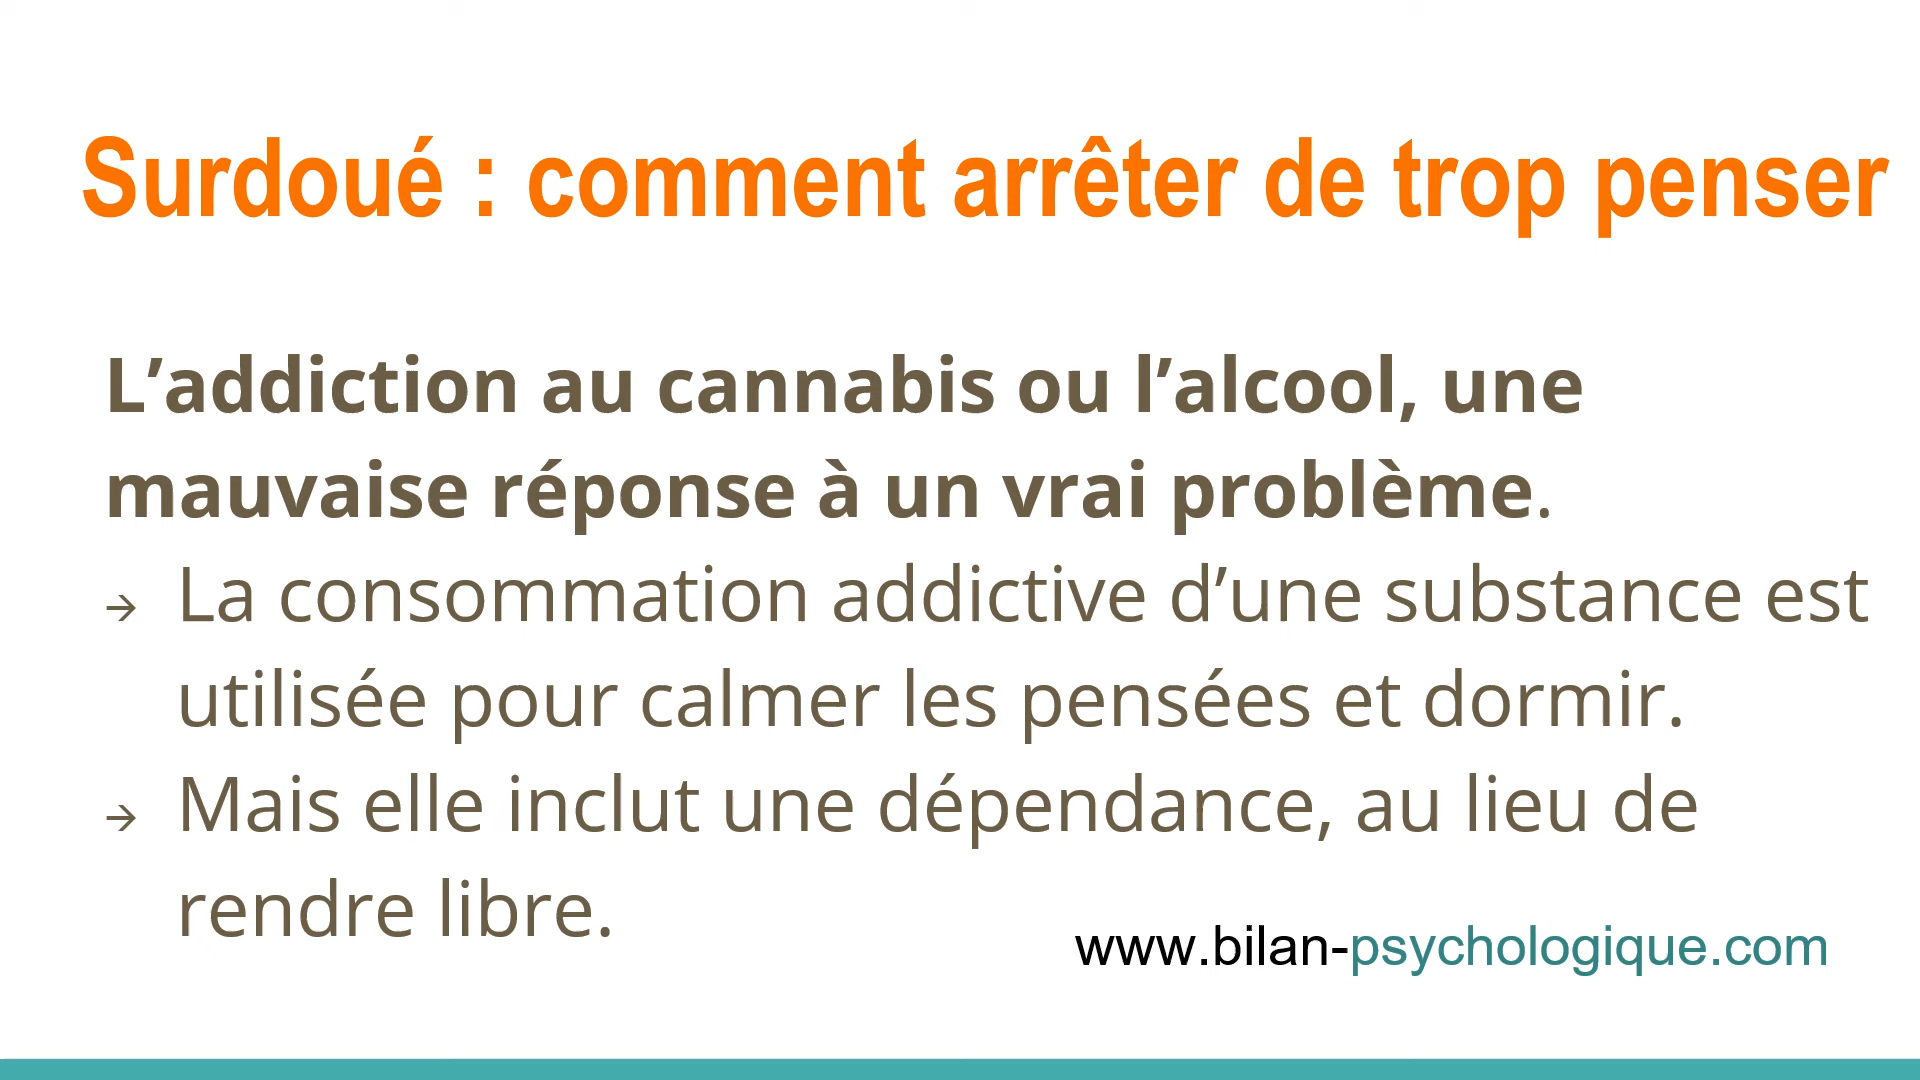 Surdoué : comment arrêter de trop penser
L’addiction au cannabis ou l’alcool, une
mauvaise réponse à un vrai problème.
→ La consommation addictive d’une substance est
utilisée pour calmer les pensées et dormir.
→ Mais elle inclut une dépendance, au lieu de
rendre libre.
www.bilan-psychologique.com